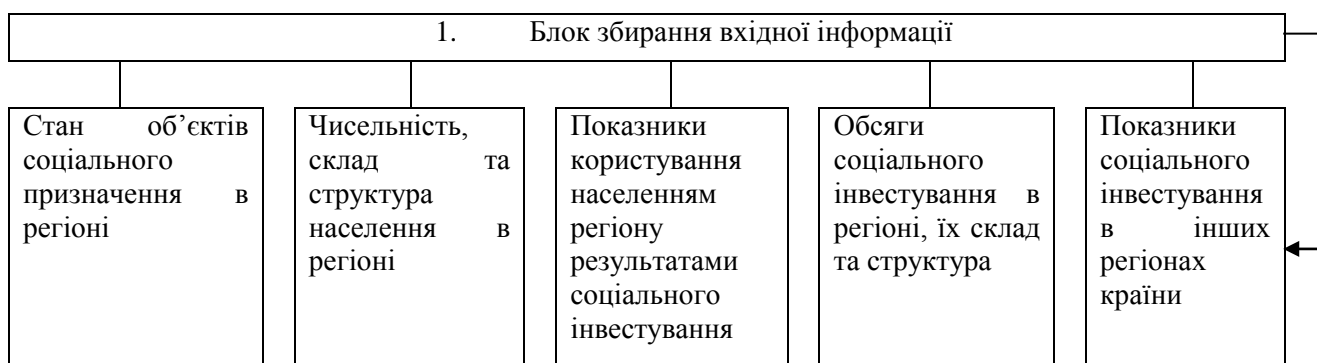 1. Блок збирання вхідної інформації
Стан об’єктів
соціального
призначення в
регіоні
Чисельність,
склад та
структура
населення в
регіоні
Показники
користування
населенням
регіону
результатами
соціального
інвестування
Обсяги
соціального
інвестування в
регіоні, їх склад
та структура
Показники
соціального
інвестування
в інших
регіонах
країни